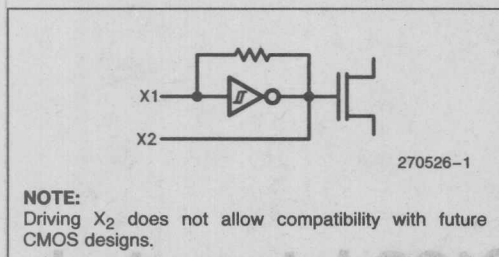 X1
X2
270526-1
NOTE:
Driving X2 does not allow compatibility with future
CMOS designs.